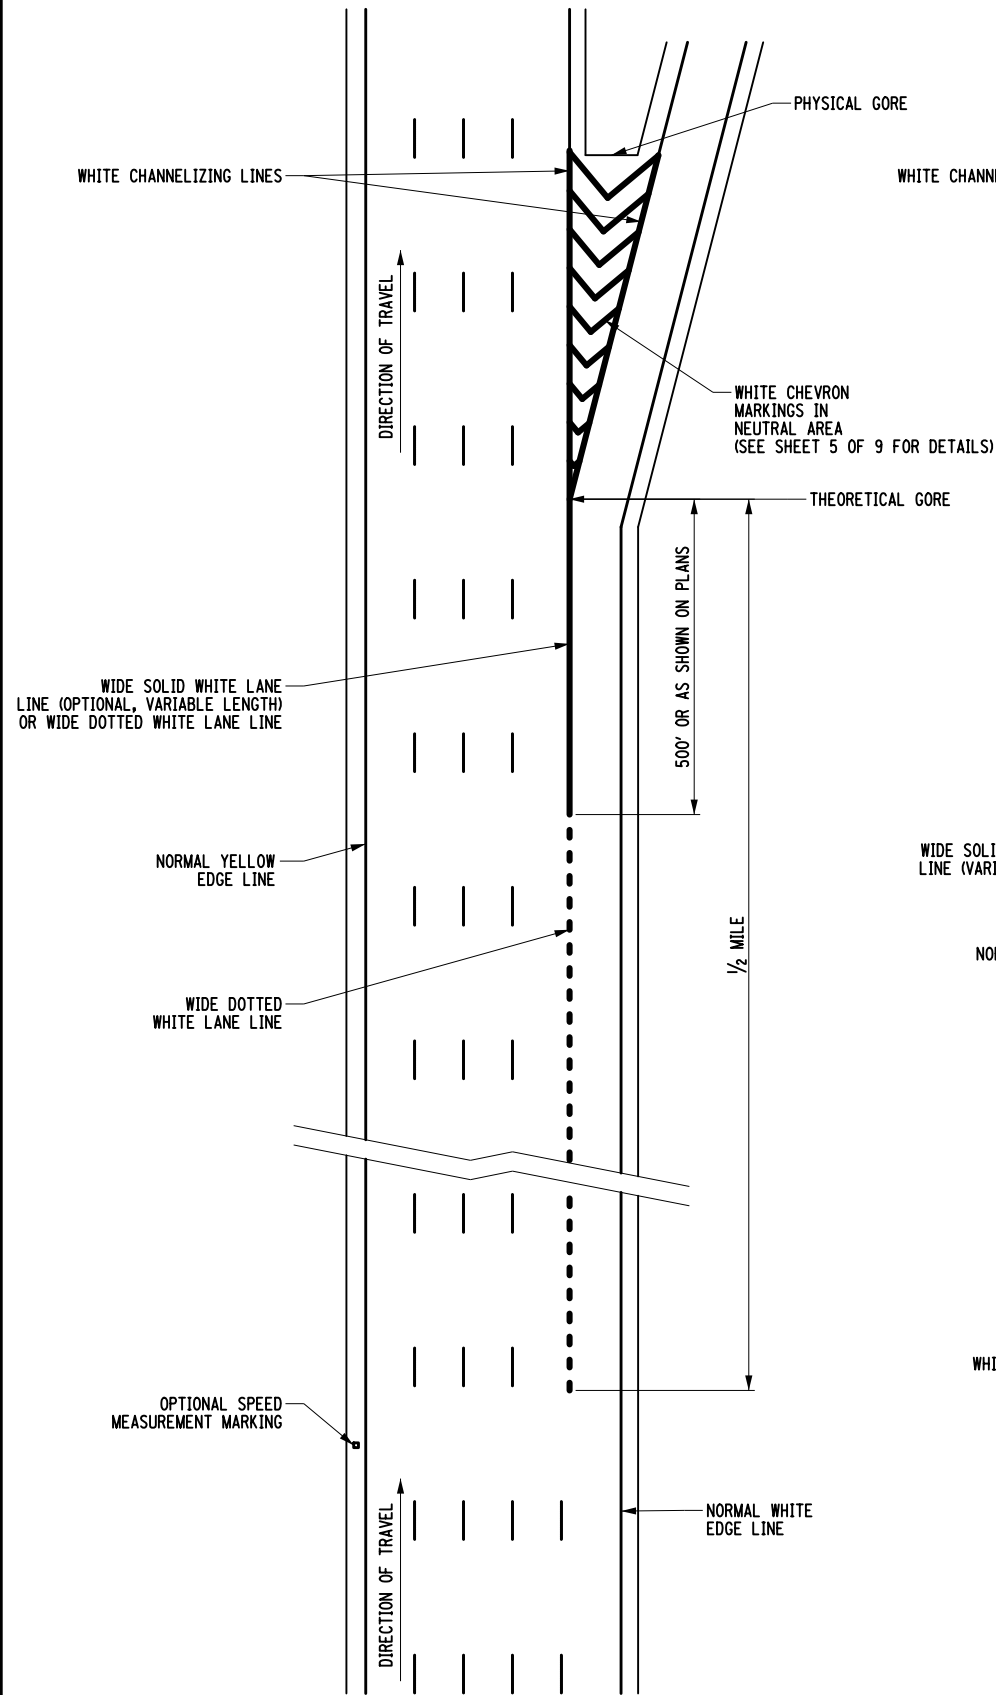 PHYSICAL GORE
WHITE CHANNELIZING LINES
WHITE CHANN
DIRECTION OF TRAVEL
WHITE CHEVRON
MARKINGS IN
NEUTRAL AREA
(SEE SHEET 5 OF 9 FOR DETAILS)
THEORETICAL GORE
500' OR AS SHOWN ON PLANS
WIDE SOLID WHITE LANE
LINE (OPTIONAL, VARIABLE LENGTH)
OR WIDE DOTTED WHITE LANE LINE
NORMAL YELLOW
EDGE LINE
WIDE SOLI
LINE (VARI
1/2 MILE
NO
WIDE DOTTED
WHITE LANE LINE
WHI
OPTIONAL SPEED
MEASUREMENT MARKING
DIRECTION OF TRAVEL
NORMAL WHITE
EDGE LINE